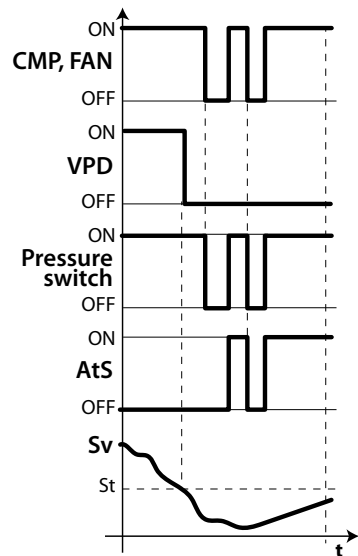 ON
CMP, FAN
OFF
ON
VPD
OFF
ON
Pressure
switch
OFF
ON
AtS
OFF
Sv
St
t